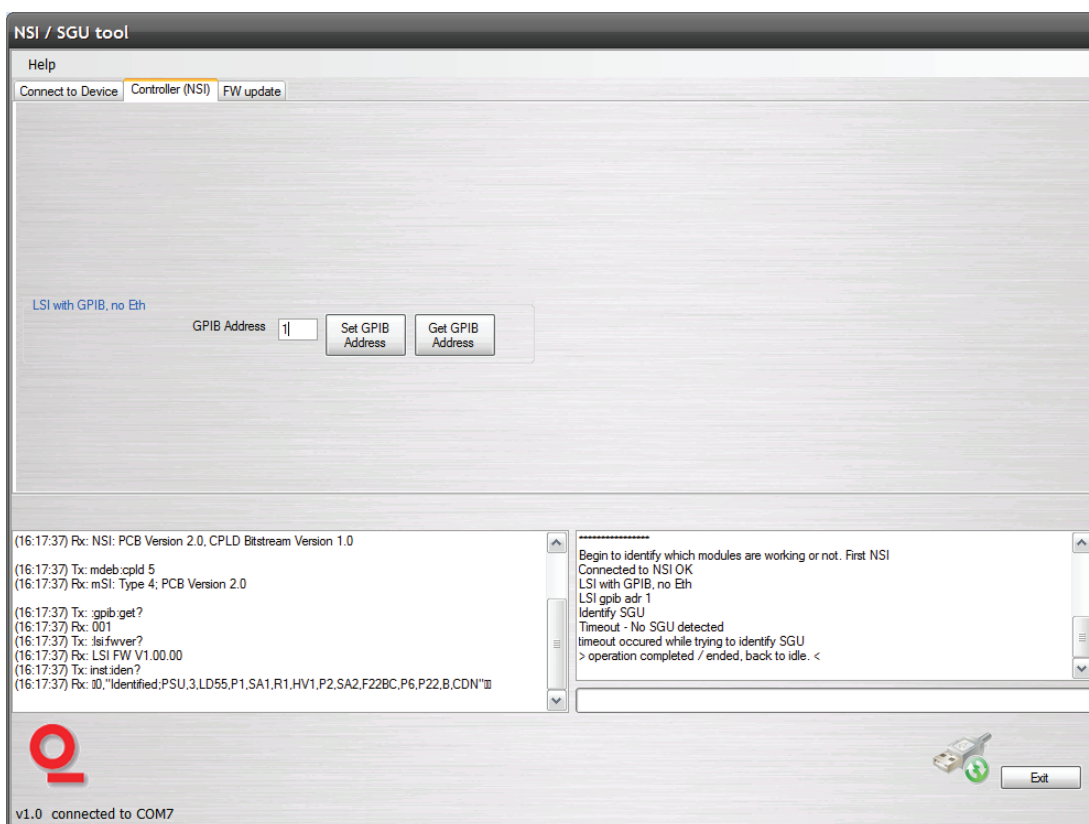 NSI / SGU tool
Help
Connect to Device
Controller (NSI)
FW update
LSI with GPIB, no Eth
GPIB Address
1
Set GPIB
Address
Get GPIB
Address
(16:17:37) Rx: NSI: PCB Version 2.0, CPLD Bitstream Version 1.0
(16:17:37) Tx: mdeb:cpld 5
(16:17:37) Rx: mSI: Type 4; PCB Version 2.0
(16:17:37) Tx: :gpib:get?
(16:17:37) Rx: 001
(16:17:37) Tx: :lsi:fwver?
(16:17:37) Rx: LSI FW V1.00.00
(16:17:37) Tx: inst:iden?
(16:17:37) Rx: ▯0,"Identified;PSU,3,LD55,P1,SA1,R1,HV1,P2,SA2,F22BC,P6,P22,B,CDN"▯▯
****************
Begin to identify which modules are working or not. First NSI
Connected to NSI OK
LSI with GPIB, no Eth
LSI gpib adr 1
Identify SGU
Timeout - No SGU detected
timeout occured while trying to identify SGU
> operation completed / ended, back to idle. <
Exit
v1.0 connected to COM7